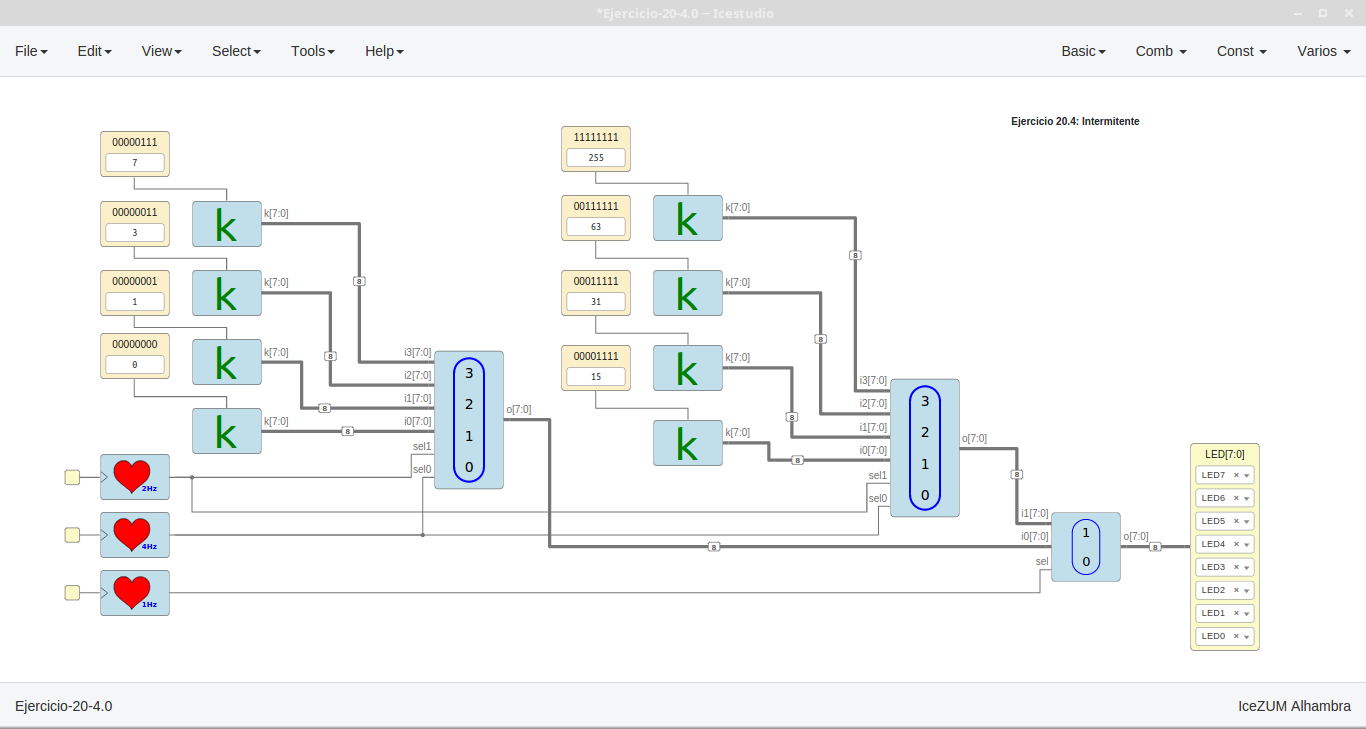 *Ejercicio-20-4.0 — Icestudio
File Edit View Select Tools Help Basic Comb Const Varios
Ejercicio 20.4: Intermitente
00000111
7
k
k[7:0]
00000011
3
k
k[7:0]
00000001
1
k
k[7:0]
00000000
0
k
k[7:0]
8
8
8
8
i3[7:0]
i2[7:0]
i1[7:0]
i0[7:0]
sel1
sel0
3
2
1
0
o[7:0]
2Hz
4Hz
1Hz
8
11111111
255
k
k[7:0]
00111111
63
k
k[7:0]
00011111
31
k
k[7:0]
00001111
15
k
k[7:0]
8
8
8
8
i3[7:0]
i2[7:0]
i1[7:0]
i0[7:0]
sel1
sel0
3
2
1
0
o[7:0]
8
i1[7:0]
i0[7:0]
sel
1
0
o[7:0]
8
LED[7:0]
LED7 ×
LED6 ×
LED5 ×
LED4 ×
LED3 ×
LED2 ×
LED1 ×
LED0 ×
Ejercicio-20-4.0 IceZUM Alhambra